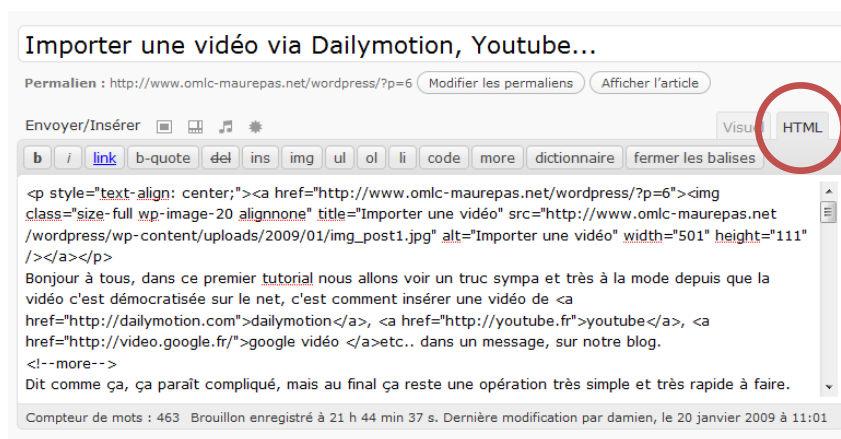 Importer une vidéo via Dailymotion, Youtube...
Permalien : http://www.omlc-maurepas.net/wordpress/?p=6 Modifier les permaliens Afficher l'article
Envoyer/Insérer Visuel HTML
b i link b-quote del ins img ul ol li code more dictionnaire fermer les balises
<p style="text-align: center;"><a href="http://www.omlc-maurepas.net/wordpress/?p=6"><img
class="size-full wp-image-20 alignnone" title="Importer une vidéo" src="http://www.omlc-maurepas.net
/wordpress/wp-content/uploads/2009/01/img_post1.jpg" alt="Importer une vidéo" width="501" height="111"
/></a></p>
Bonjour à tous, dans ce premier tutorial nous allons voir un truc sympa et très à la mode depuis que la
vidéo c'est démocratisée sur le net, c'est comment insérer une vidéo de <a
href="http://dailymotion.com">dailymotion</a>, <a href="http://youtube.fr">youtube</a>, <a
href="http://video.google.fr/">google vidéo </a>etc.. dans un message, sur notre blog.
<!--more-->
Dit comme ça, ça paraît compliqué, mais au final ça reste une opération très simple et très rapide à faire.
Compteur de mots : 463 Brouillon enregistré à 21 h 44 min 37 s. Dernière modification par damien, le 20 janvier 2009 à 11:01